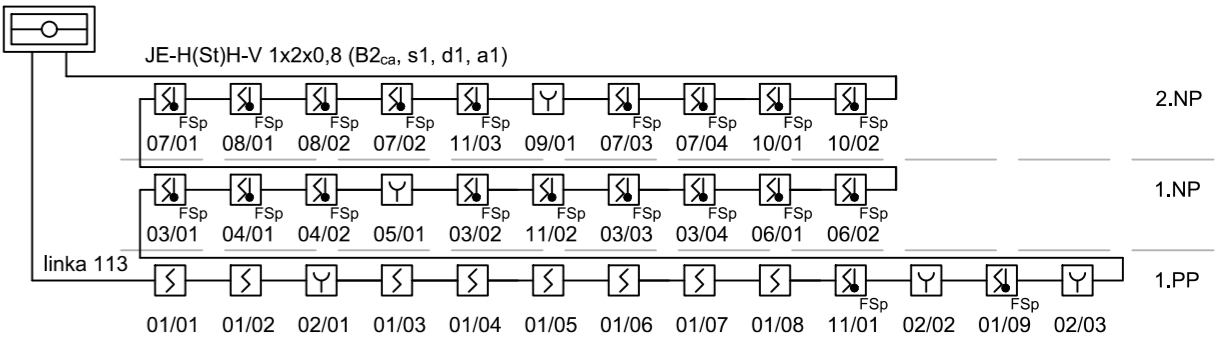 JE-H(St)H-V 1x2x0,8 (B2ca, s1, d1, a1)
FSp FSp FSp FSp FSp FSp FSp FSp FSp
2.NP
07/01 08/01 08/02 07/02 11/03 09/01 07/03 07/04 10/01 10/02
FSp FSp FSp FSp FSp FSp FSp FSp FSp
1.NP
03/01 04/01 04/02 05/01 03/02 11/02 03/03 03/04 06/01 06/02
linka 113
1.PP
FSp FSp
01/01 01/02 02/01 01/03 01/04 01/05 01/06 01/07 01/08 11/01 02/02 01/09 02/03